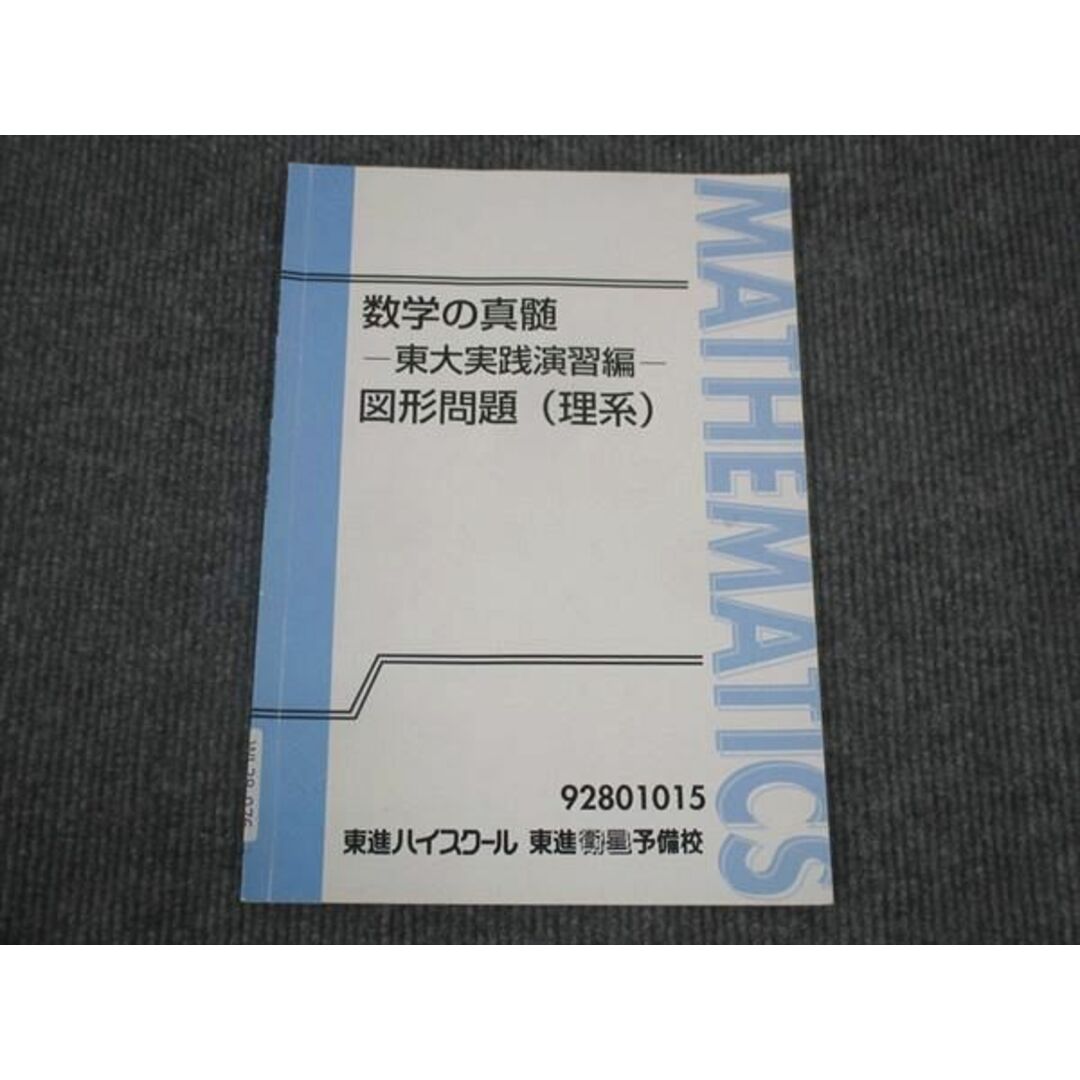 数学の真髄
―東大実践演習編―
図形問題（理系）
MATHEMATICS
92801015
東進ハイスクール 東進衛星予備校